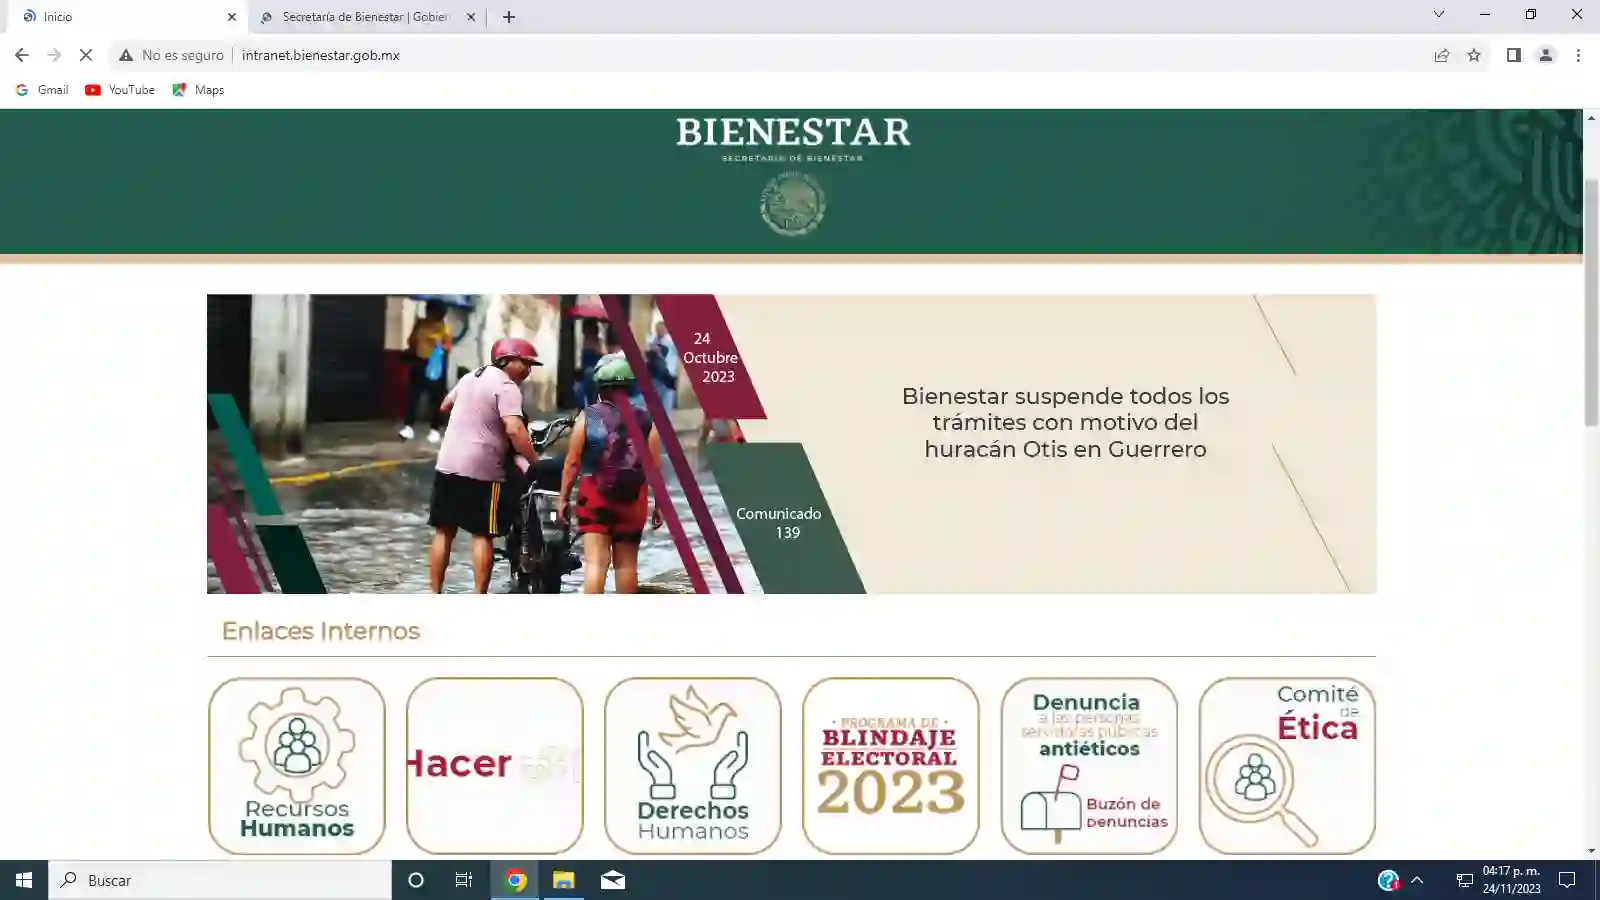 Inicio
Secretaría de Bienestar | Gobier
No es seguro
intranet.bienestar.gob.mx
Gmail
YouTube
Maps
BIENESTAR
SECRETARÍA DE BIENESTAR
24
Octubre
2023
Bienestar suspende todos los
trámites con motivo del
huracán Otis en Guerrero
Comunicado
139
Enlaces Internos
Recursos
Humanos
Hacer
Derechos
Humanos
• PROGRAMA DE •
BLINDAJE
ELECTORAL
2023
Denuncia
a las personas
servidoras públicas
antiéticos
Buzón de
Denuncias
Comité
de
Ética
Buscar
04:17 p. m.
24/11/2023